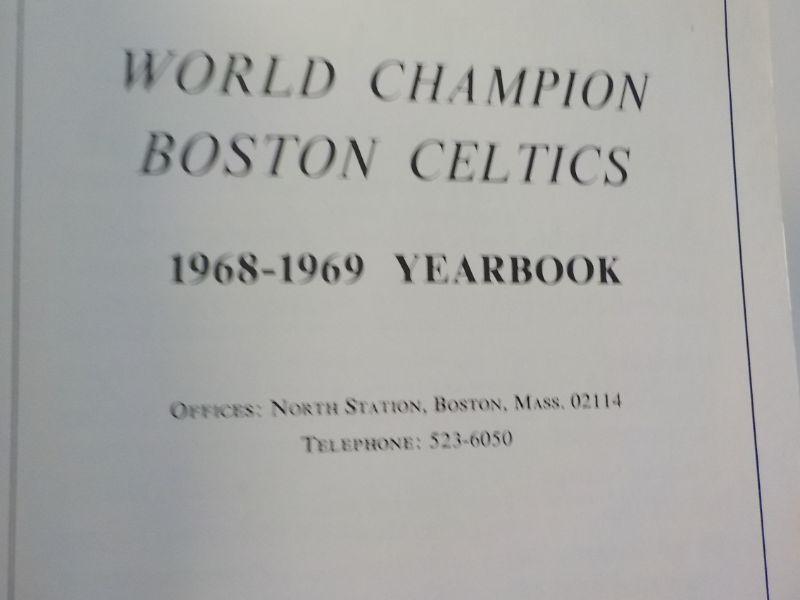 WORLD CHAMPION
BOSTON CELTICS
1968-1969 YEARBOOK
OFFICES: NORTH STATION, BOSTON, MASS. 02114
TELEPHONE: 523-6050